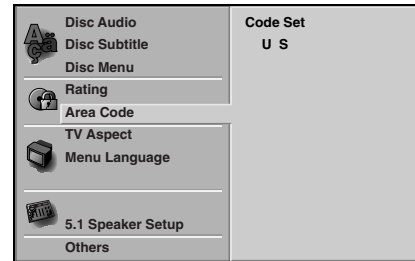 Disc Audio
Disc Subtitle
Disc Menu
Rating
Area Code
TV Aspect
Menu Language
5.1 Speaker Setup
Others
Code Set
U S